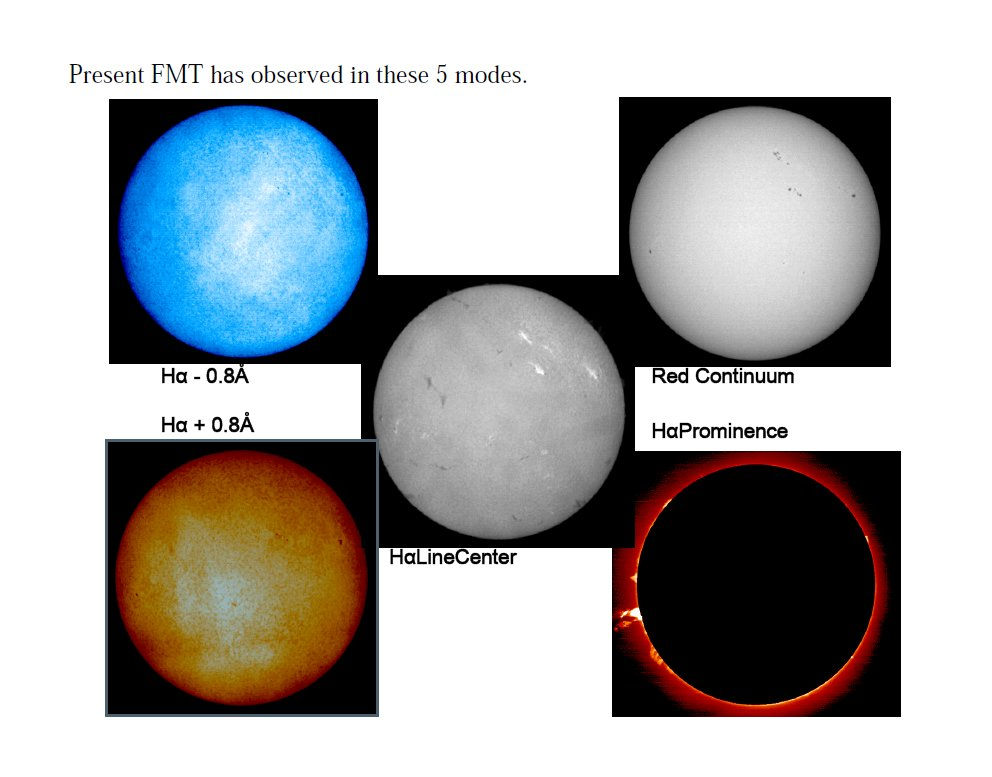 Present FMT has observed in these 5 modes.
Hα - 0.8Å
Red Continuum
Hα + 0.8Å
HαProminence
HαLineCenter